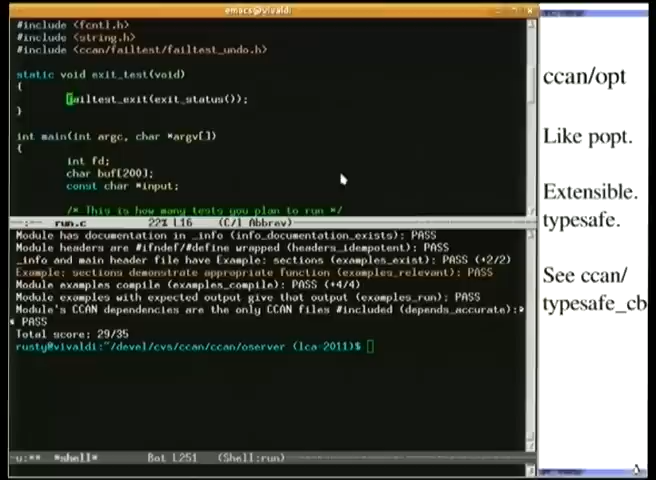 emacs@vivaldi
#include <fcntl.h>
#include <string.h>
#include <ccan/failtest/failtest_undo.h>
static void exit_test(void)
{
failtest_exit(exit_status());
}
int main(int argc, char *argv[])
{
int fd;
char buf[200];
const char *input;
/* This is how many tests you plan to run */
run.c 22% L16 (C/l Abbrev)
Module has documentation in _info (info_documentation_exists): PASS
Module headers are #ifndef/#define wrapped (headers_idempotent): PASS
_info and main header file have Example: sections (examples_exist): PASS (+2/2)
Example: sections demonstrate appropriate function (examples_relevant): PASS
Module examples compile (examples_compile): PASS (+4/4)
Module examples with expected output give that output (examples_run): PASS
Module's CCAN dependencies are the only CCAN files #included (depends_accurate):
PASS
Total score: 29/35
rusty@vivaldi:~/devel/cvs/ccan/ccan/oserver (lca-2011)$
u:** *shell* Bot L251 (Shell:run)
ccan/opt
Like popt.
Extensible.
typesafe.
See ccan/
typesafe_cb